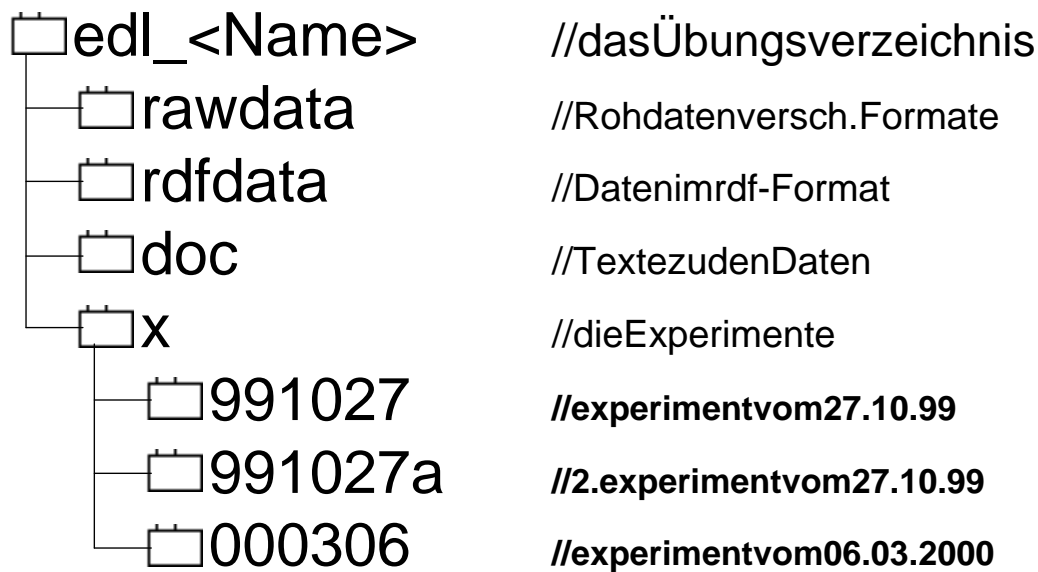 edl_<Name> //dasÜbungsverzeichnis
rawdata //Rohdatenversch.Formate
rdfdata //Datenimrdf-Format
doc //TextezudenDaten
x //dieExperimente
991027 //experimentvom27.10.99
991027a //2.experimentvom27.10.99
000306 //experimentvom06.03.2000